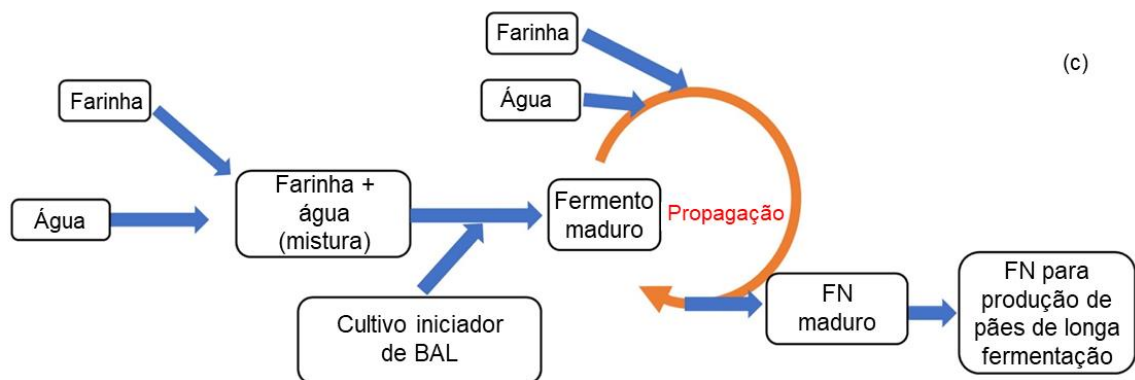 Farinha
Água
Farinha +
água
(mistura)
Cultivo iniciador
de BAL
Fermento
maduro
Farinha
Água
Propagação
FN
maduro
FN para
produção de
pães de longa
fermentação
(c)